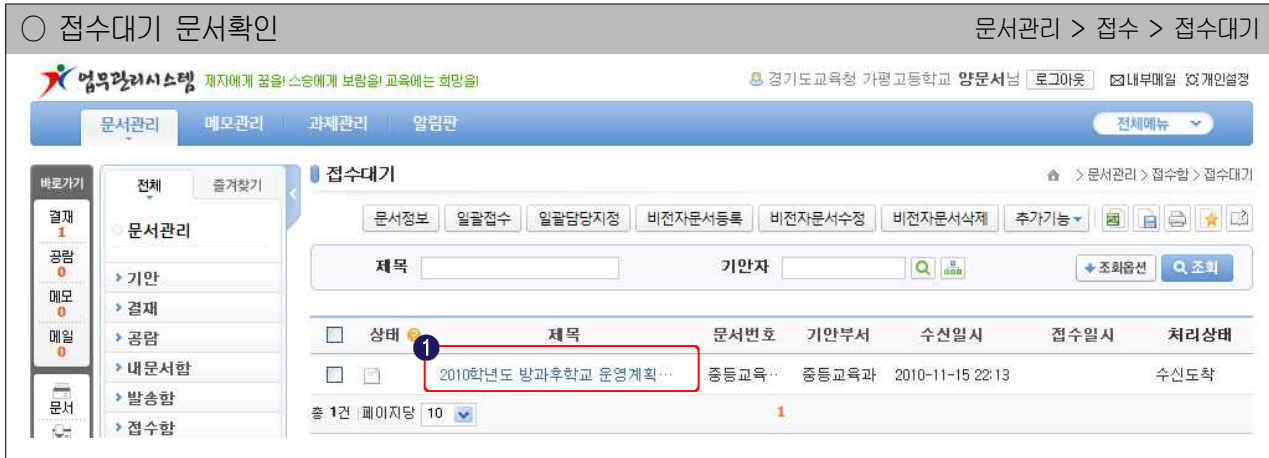 ○ 접수대기 문서확인 문서관리 > 접수 > 접수대기
업무관리시스템 제자에게 꿈을! 스승에게 보람을! 교육에는 희망을! 경기도교육청 가평고등학교 양문서님 로그아웃 내부메일 개인설정
문서관리 메모관리 과제관리 알림판 전체메뉴
바로가기 전체 즐겨찾기 접수대기 > 문서관리 > 접수함 > 접수대기
문서정보 일괄접수 일괄담당지정 비전자문서등록 비전자문서수정 비전자문서삭제 추가기능
결재
1
문서관리
공람
0
제목 기안자 조회옵션 조회
> 기안
메모
0
> 결재
메일
0
> 공람
상태 제목 문서번호 기안부서 수신일시 접수일시 처리상태
1
> 내문서함
2010학년도 방과후학교 운영계획… 중등교육… 중등교육과 2010-11-15 22:13 수신도착
문서
> 발송함
총 1건 페이지당 10 1
> 접수함